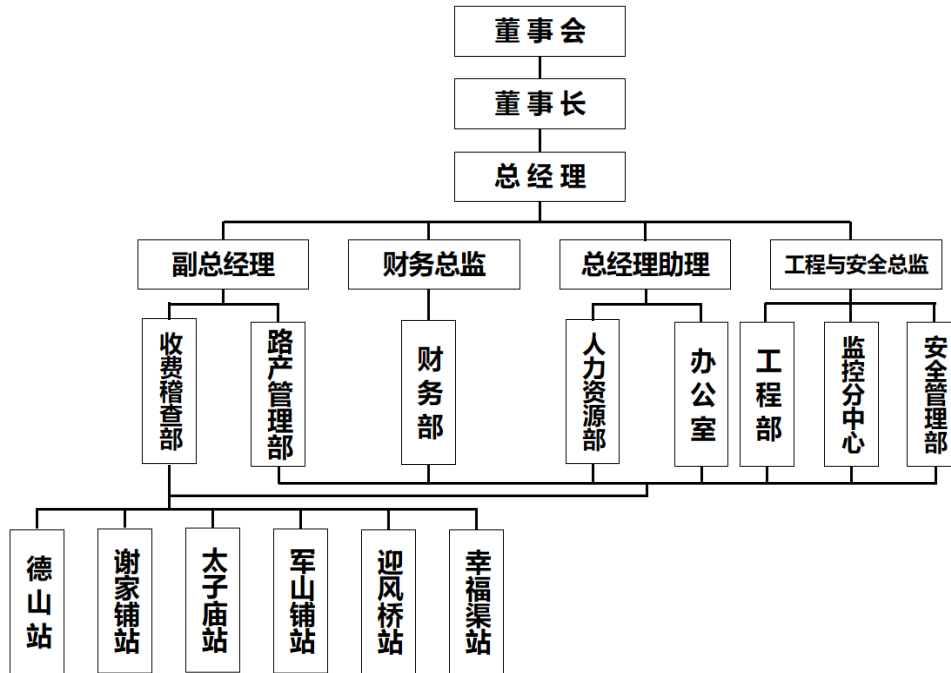 董事会
董事长
总经理
副总经理
财务总监
总经理助理
工程与安全总监
收费稽查部
路产管理部
财务部
人力资源部
办公室
工程部
监控分中心
安全管理部
德山站
谢家铺站
太子庙站
军山铺站
迎风桥站
幸福渠站